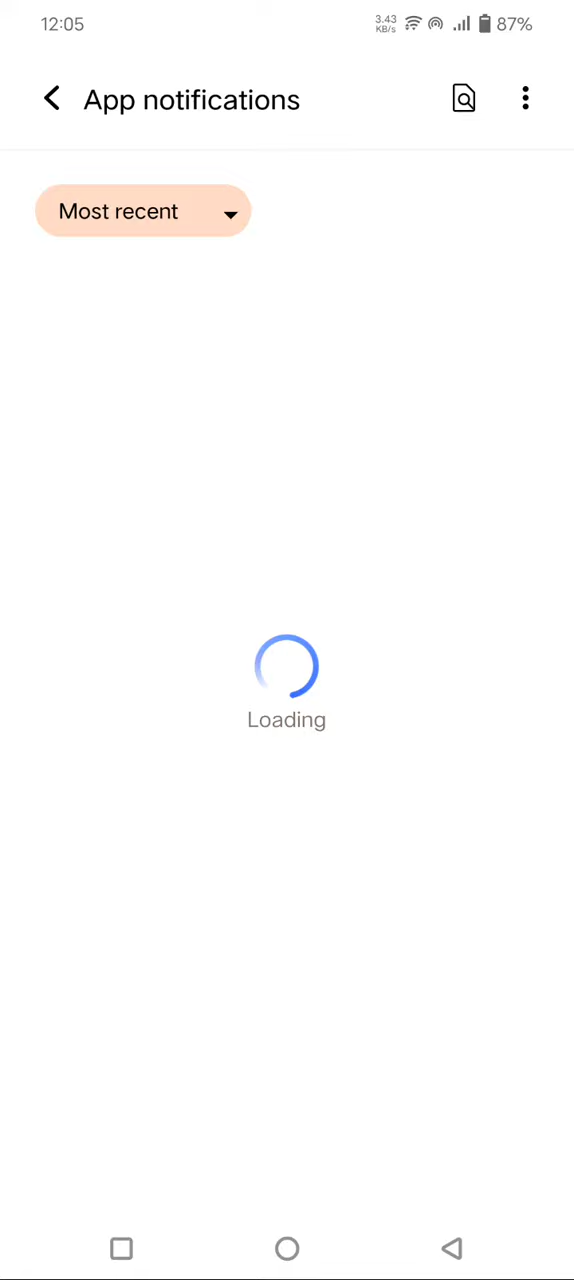 12:05
3.43
KB/s
87%
App notifications
Most recent
Loading